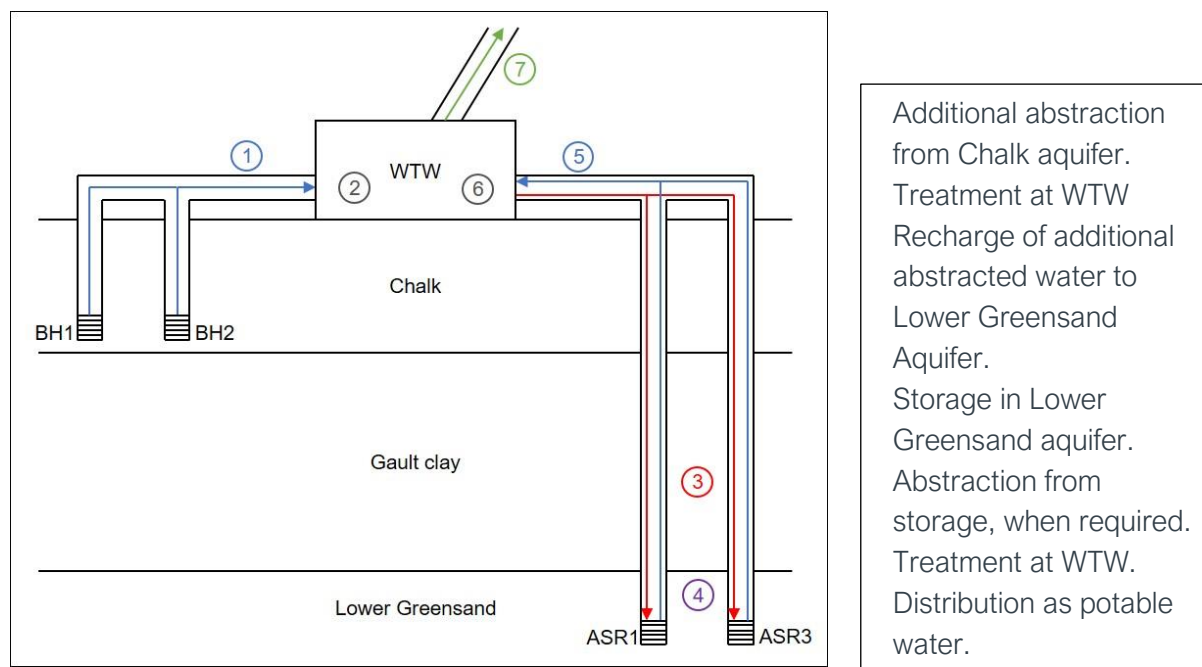 7
1
5
WTW
2
6
Chalk
BH1
BH2
Gault clay
3
4
Lower Greensand
ASR1
ASR3
Additional abstraction
from Chalk aquifer.
Treatment at WTW
Recharge of additional
abstracted water to
Lower Greensand
Aquifer.
Storage in Lower
Greensand aquifer.
Abstraction from
storage, when required.
Treatment at WTW.
Distribution as potable
water.